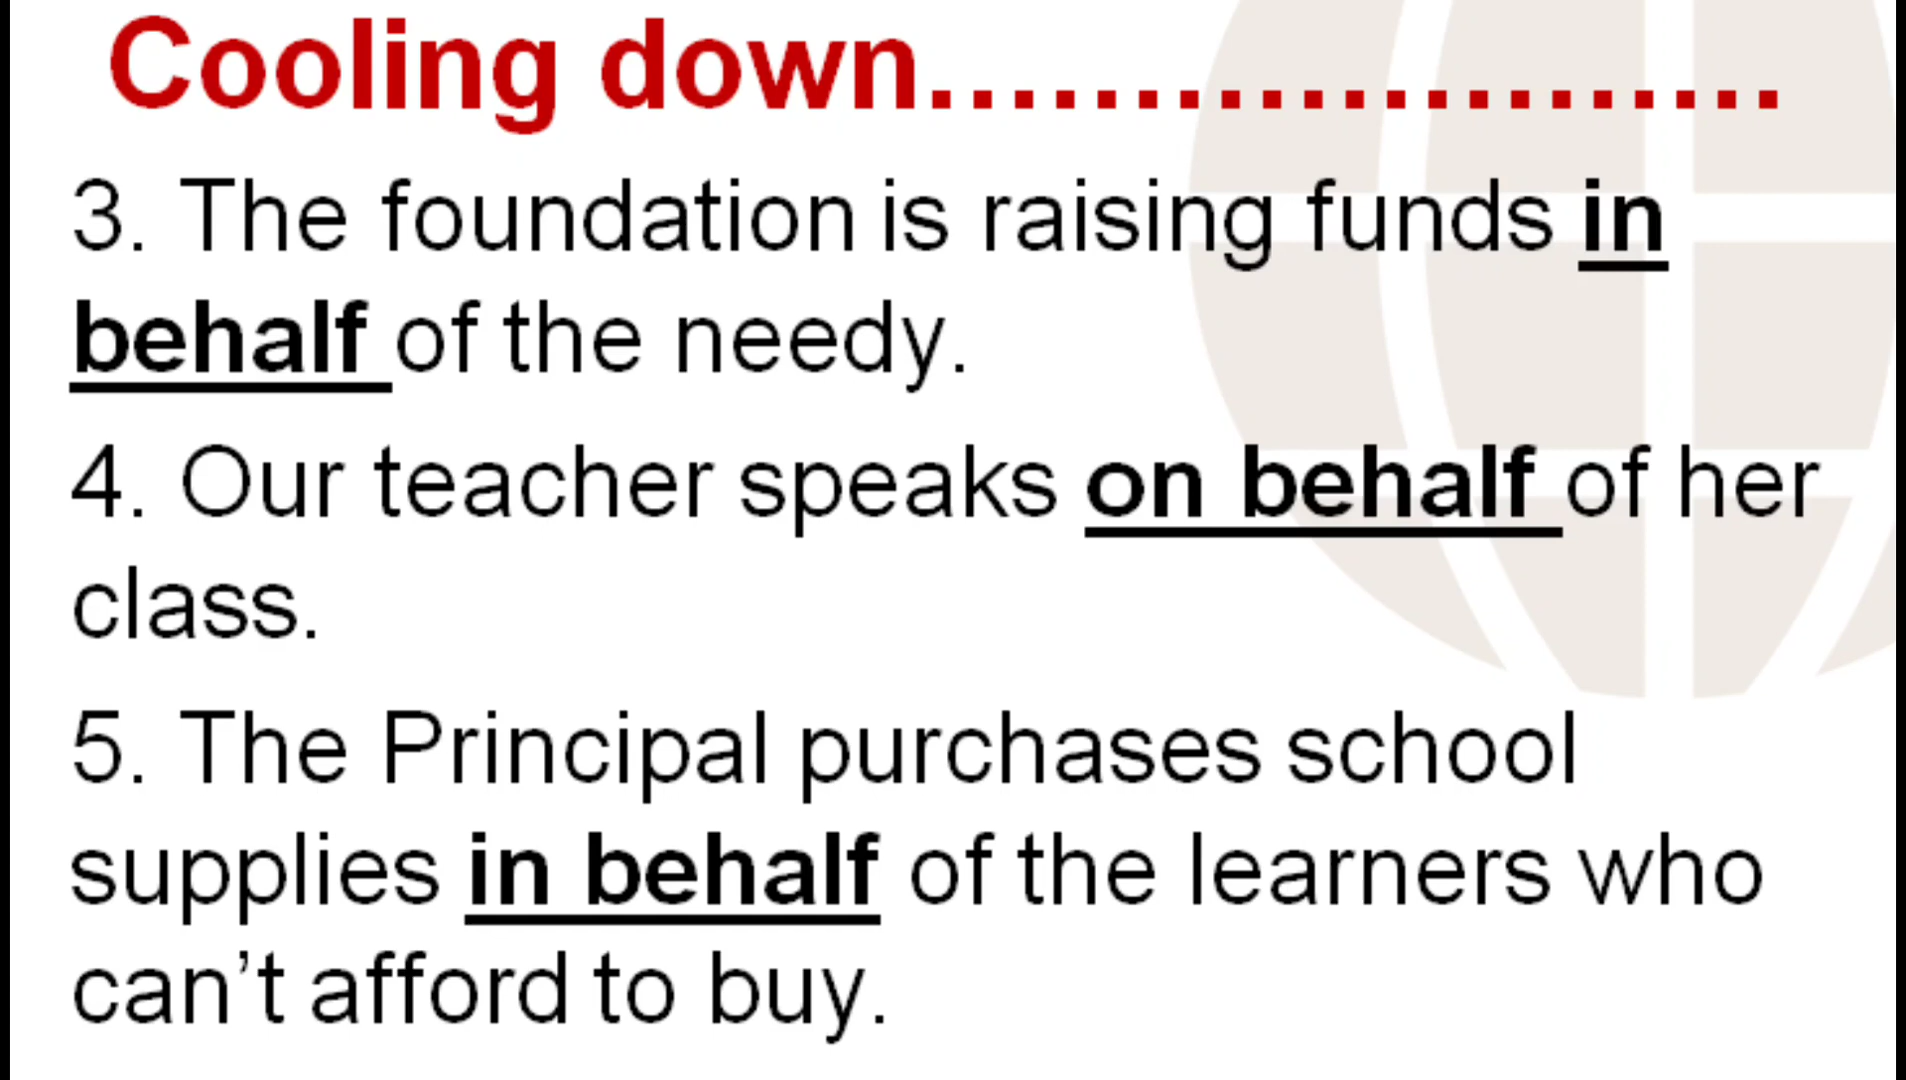 Cooling down.....................
3. The foundation is raising funds in
behalf of the needy.
4. Our teacher speaks on behalf of her
class.
5. The Principal purchases school
supplies in behalf of the learners who
can’t afford to buy.